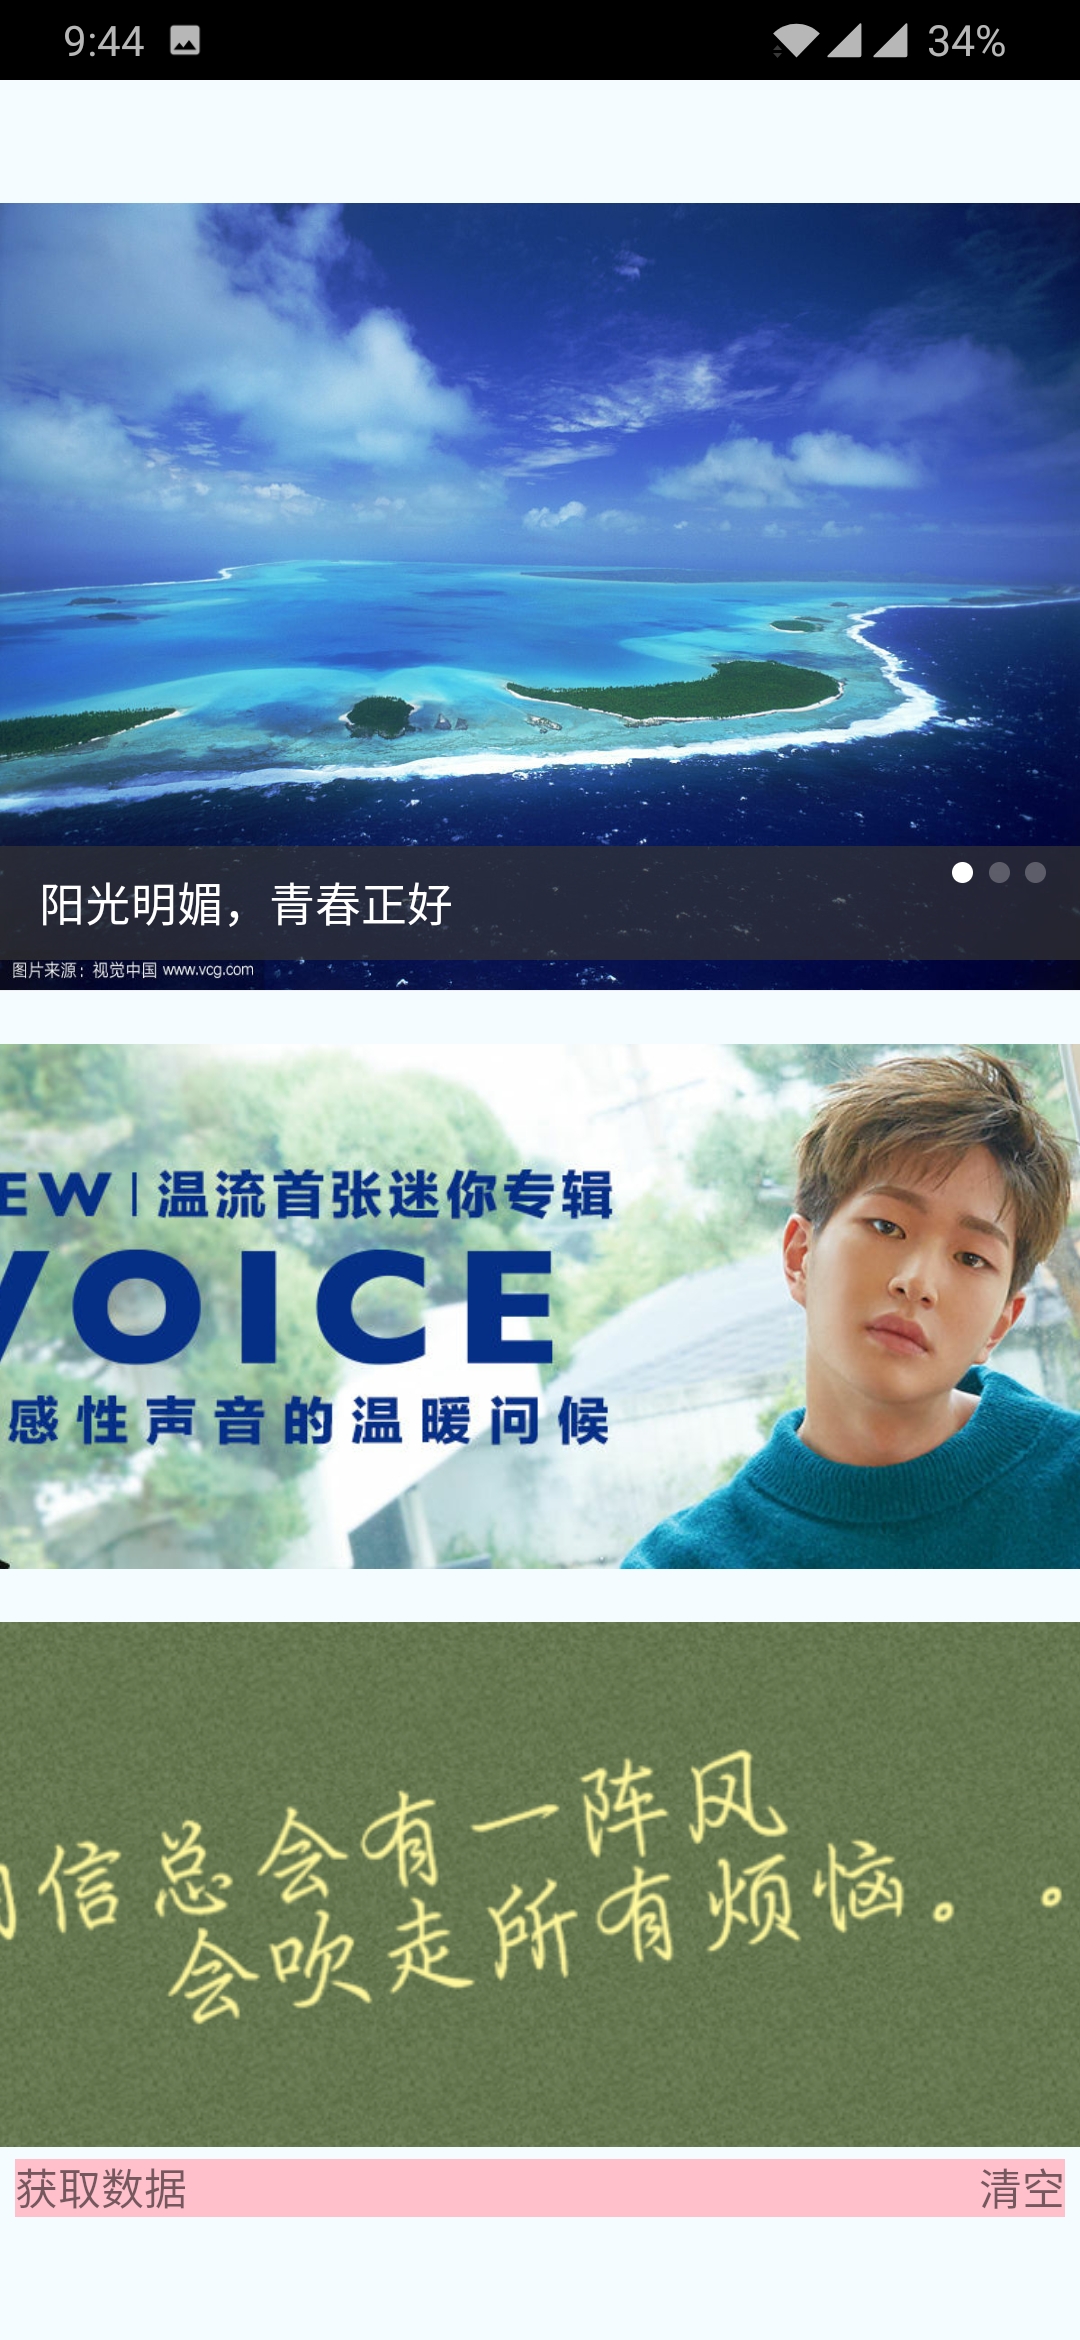 9:44
34%
阳光明媚，青春正好
图片来源：视觉中国 www.vcg.com
EW | 温流首张迷你专辑
VOICE
感性声音的温暖问候
信总会有一阵风
会吹走所有烦恼。。
获取数据
清空